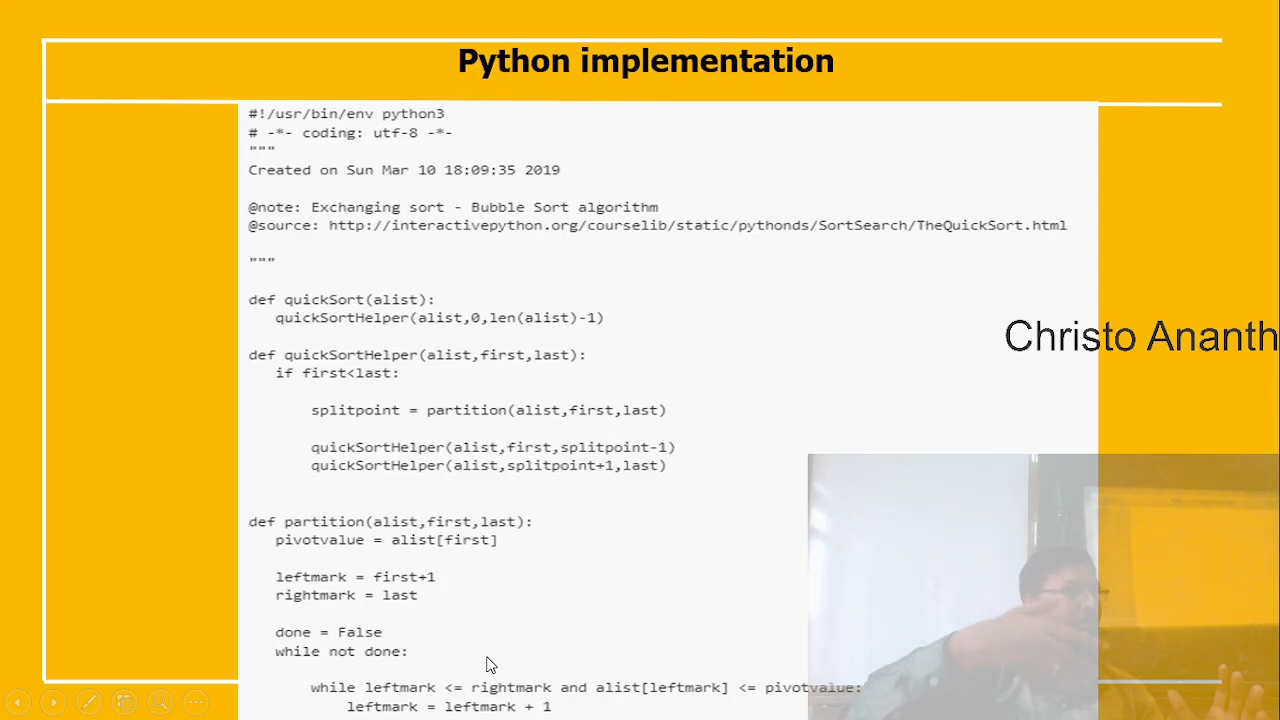 Python implementation
#!/usr/bin/env python3
# -*- coding: utf-8 -*-
"""
Created on Sun Mar 10 18:09:35 2019
@note: Exchanging sort - Bubble Sort algorithm
@source: http://interactivepython.org/courselib/static/pythonds/SortSearch/TheQuickSort.html
"""
def quickSort(alist):
quickSortHelper(alist,0,len(alist)-1)
Christo Ananth
def quickSortHelper(alist,first,last):
if first<last:
splitpoint = partition(alist,first,last)
quickSortHelper(alist,first,splitpoint-1)
quickSortHelper(alist,splitpoint+1,last)
def partition(alist,first,last):
pivotvalue = alist[first]
leftmark = first+1
rightmark = last
done = False
while not done:
while leftmark <= rightmark and alist[leftmark] <= pivotvalue:
leftmark = leftmark + 1